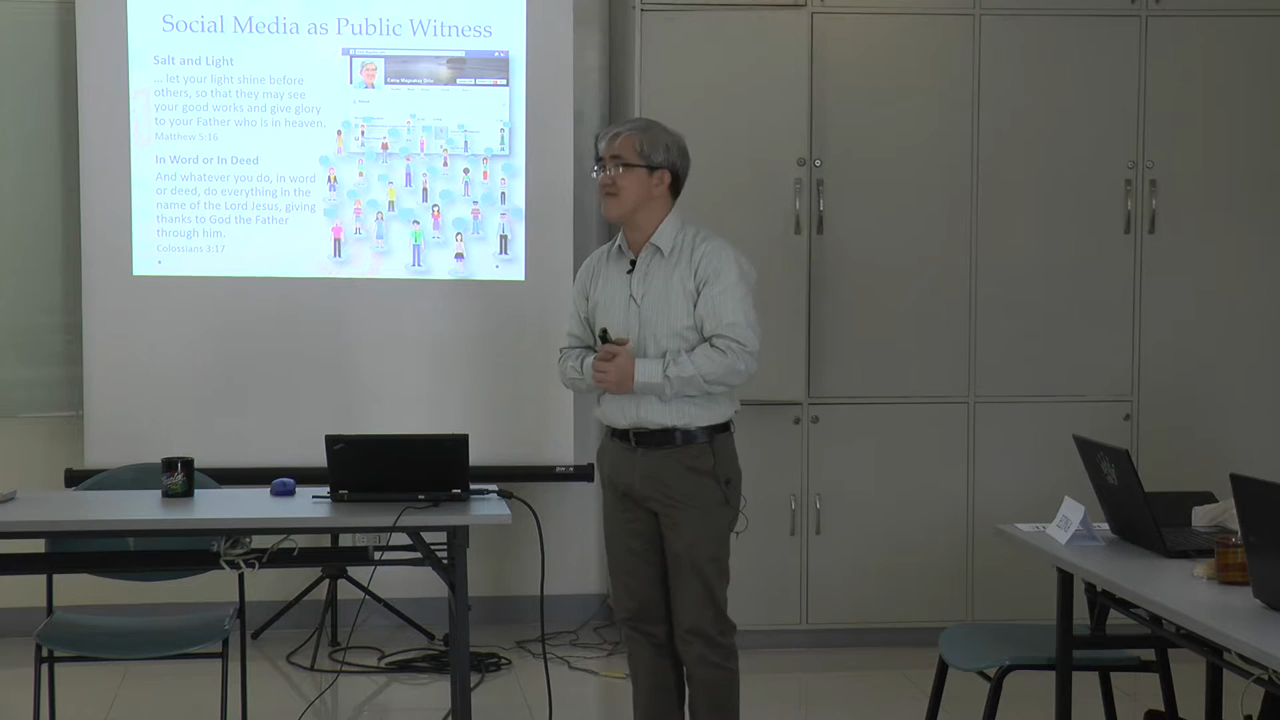 Social Media as Public Witness
Salt and Light
... let your light shine before
others, so that they may see
your good works and give glory
to your Father who is in heaven.
Matthew 5:16
In Word or In Deed
And whatever you do, in word
or deed, do everything in the
name of the Lord Jesus, giving
thanks to God the Father
through him.
Colossians 3:17